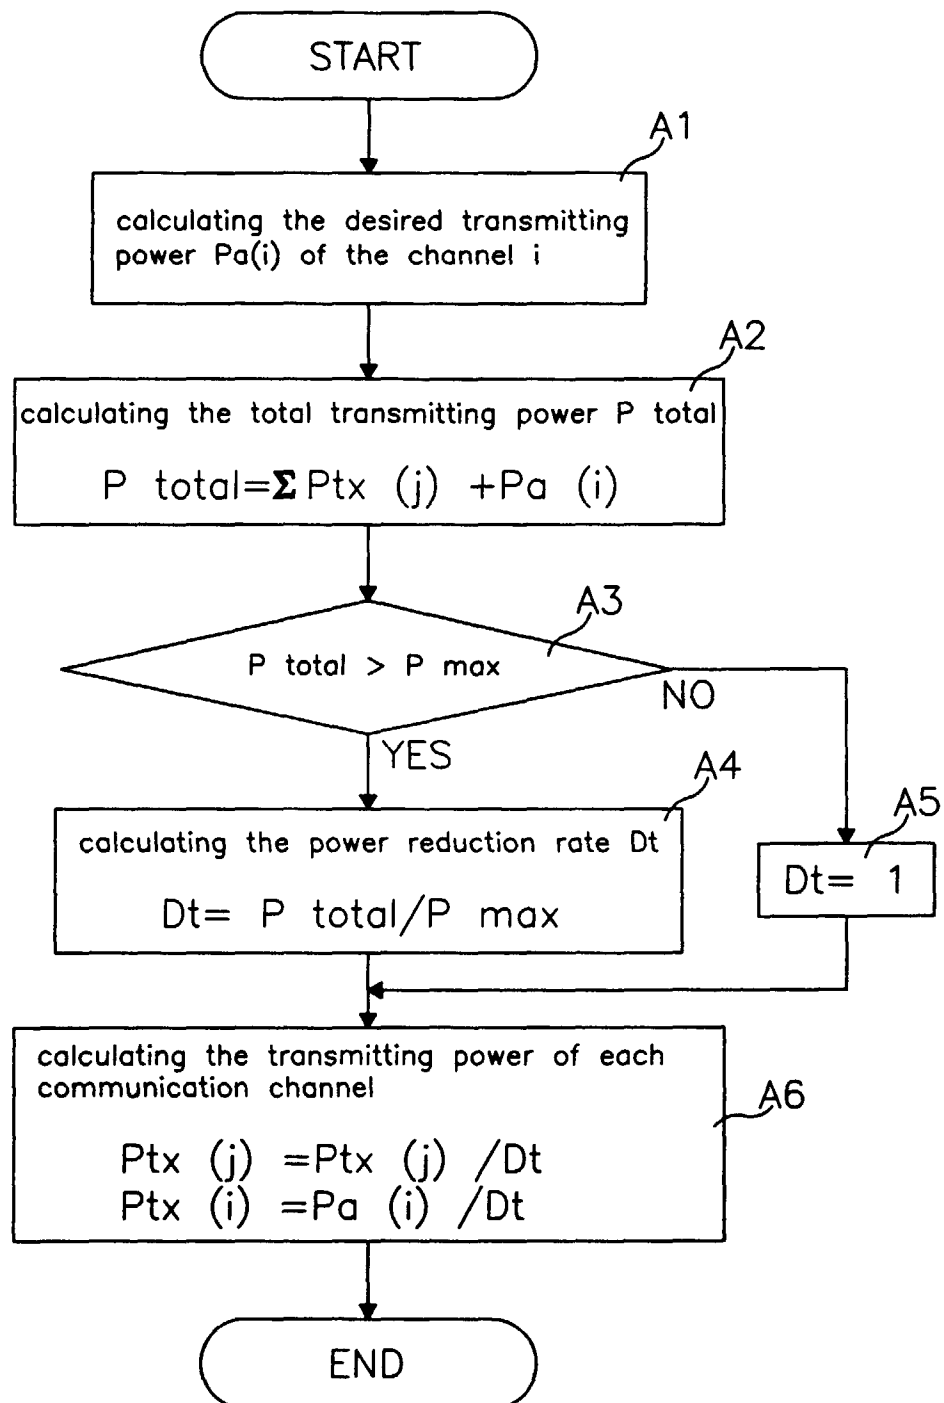 START
A1
calculating the desired transmitting
power Pa(i) of the channel i
A2
calculating the total transmitting power P total
P total=Σ Ptx (j) +Pa (i)
A3
P total > P max
NO
YES
A4
calculating the power reduction rate Dt
Dt= P total/P max
A5
Dt= 1
calculating the transmitting power of each
communication channel
A6
Ptx (j) =Ptx (j) /Dt
Ptx (i) =Pa (i) /Dt
END